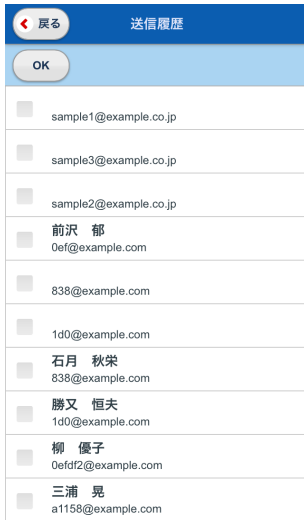 戻る
送信履歴
OK
sample1@example.co.jp
sample3@example.co.jp
sample2@example.co.jp
前沢　郁
0ef@example.com
838@example.com
1d0@example.com
石月　秋栄
838@example.com
勝又　恒夫
1d0@example.com
柳　優子
0efdf2@example.com
三浦　晃
a1158@example.com